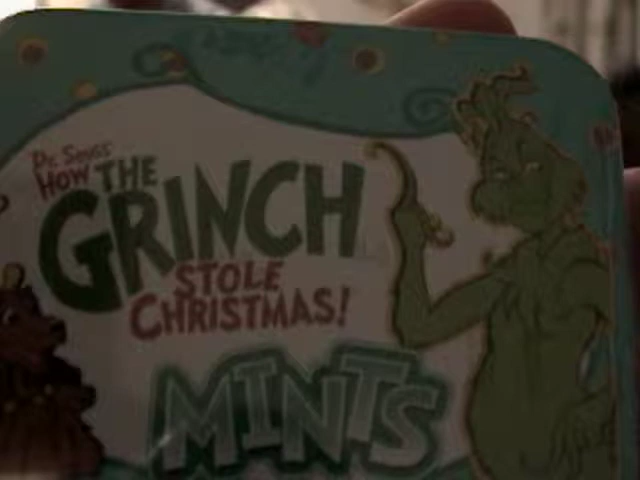 Dr. Seuss
HOW THE
GRINCH
STOLE
CHRISTMAS!
MINTS